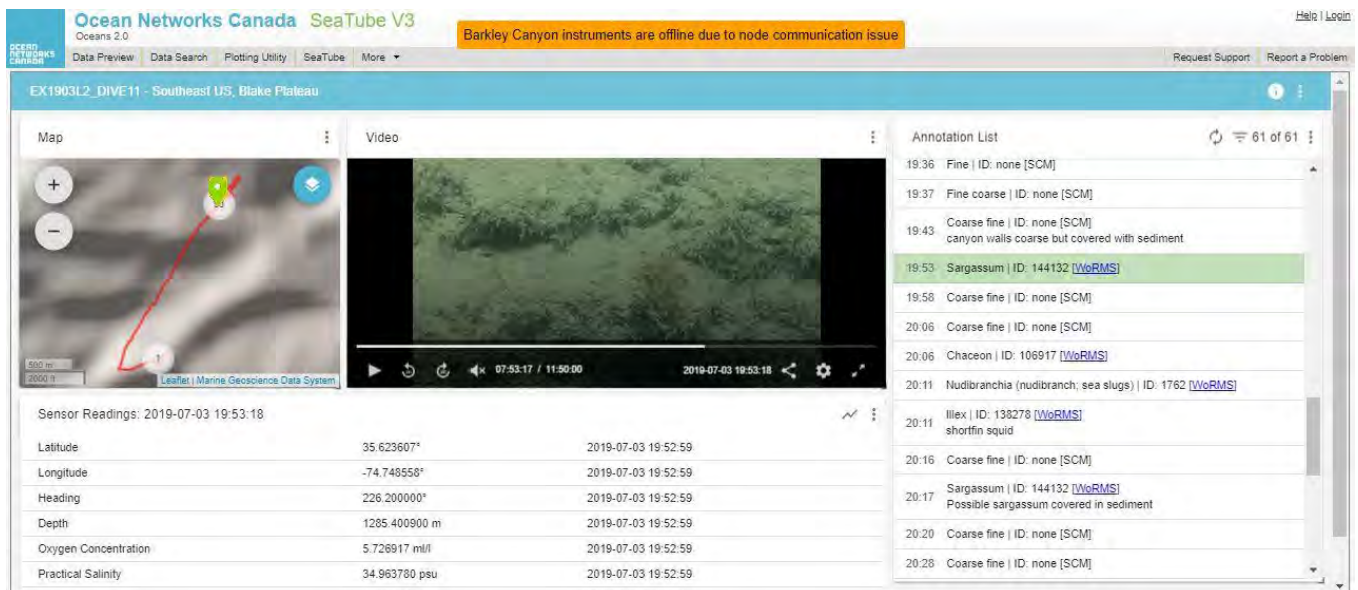 Ocean Networks Canada SeaTube V3
Oceans 2.0
Barkley Canyon instruments are offline due to node communication issue
Help | Login
OCEAN
NETWORKS
CANADA
Data Preview Data Search Plotting Utility SeaTube More
Request Support Report a Problem
EX1903L2_DIVE11 - Southeast US, Blake Plateau
Map
+
−
500 m
2000 ft
Leaflet | Marine Geoscience Data System
Video
07:53:17 / 11:50:00
2019-07-03 19:53:18
Annotation List
61 of 61
19:36 Fine | ID: none [SCM]
19:37 Fine coarse | ID: none [SCM]
19:43 Coarse fine | ID: none [SCM]
canyon walls coarse but covered with sediment
19:53 Sargassum | ID: 144132 [WoRMS]
19:58 Coarse fine | ID: none [SCM]
20:06 Coarse fine | ID: none [SCM]
20:06 Chaceon | ID: 106917 [WoRMS]
20:11 Nudibranchia (nudibranch; sea slugs) | ID: 1762 [WoRMS]
20:11 Illex | ID: 138278 [WoRMS]
shortfin squid
20:16 Coarse fine | ID: none [SCM]
20:17 Sargassum | ID: 144132 [WoRMS]
Possible sargassum covered in sediment
20:20 Coarse fine | ID: none [SCM]
20:28 Coarse fine | ID: none [SCM]
Sensor Readings: 2019-07-03 19:53:18
Latitude 35.623607° 2019-07-03 19:52:59
Longitude -74.748558° 2019-07-03 19:52:59
Heading 226.200000° 2019-07-03 19:52:59
Depth 1285.400900 m 2019-07-03 19:52:59
Oxygen Concentration 5.726917 ml/l 2019-07-03 19:52:59
Practical Salinity 34.963780 psu 2019-07-03 19:52:59